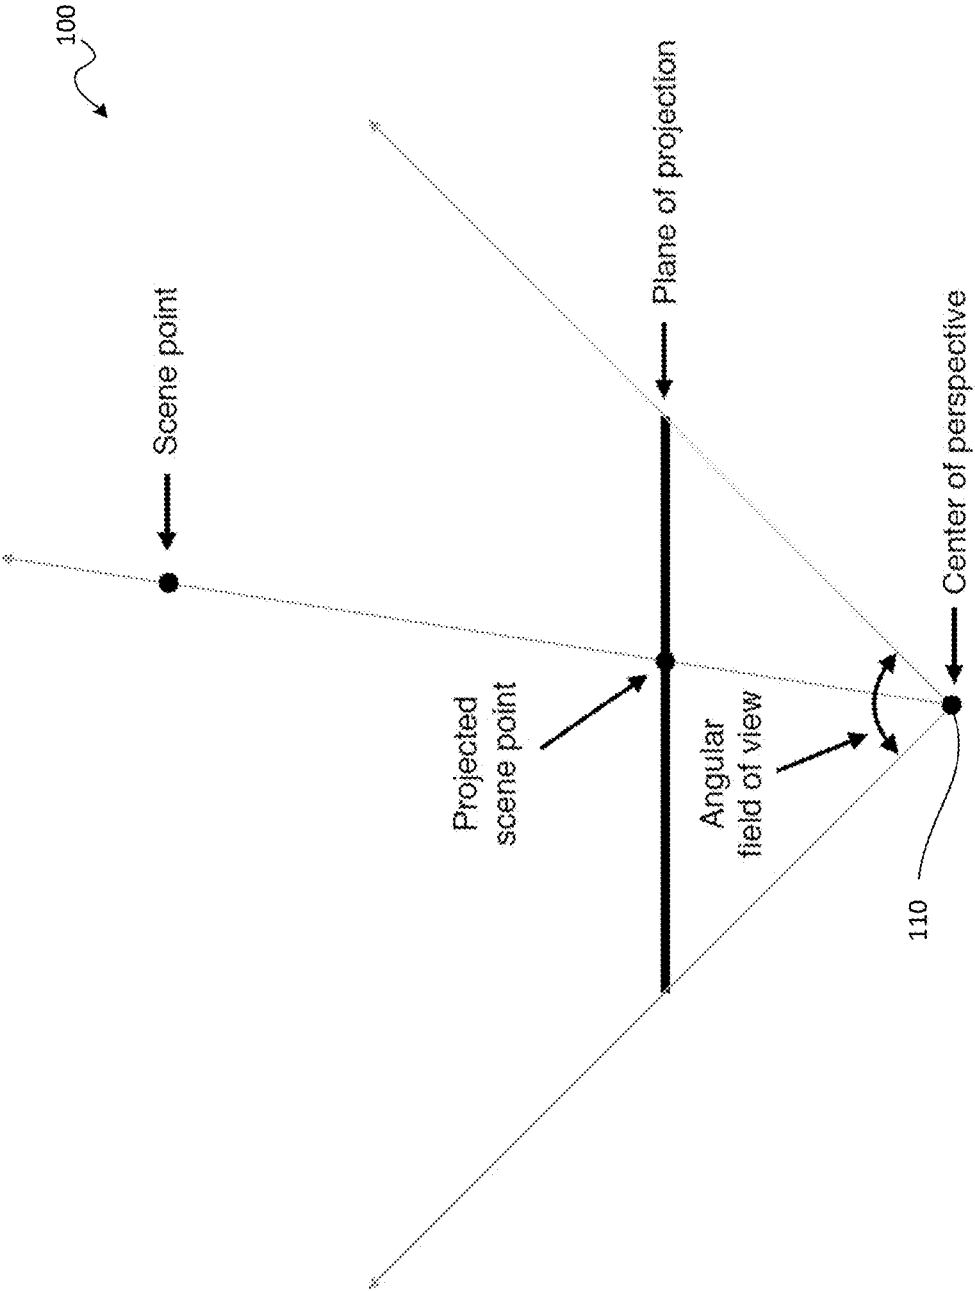 100
Scene point
Plane of projection
Projected
scene point
Angular
field of view
Center of perspective
110